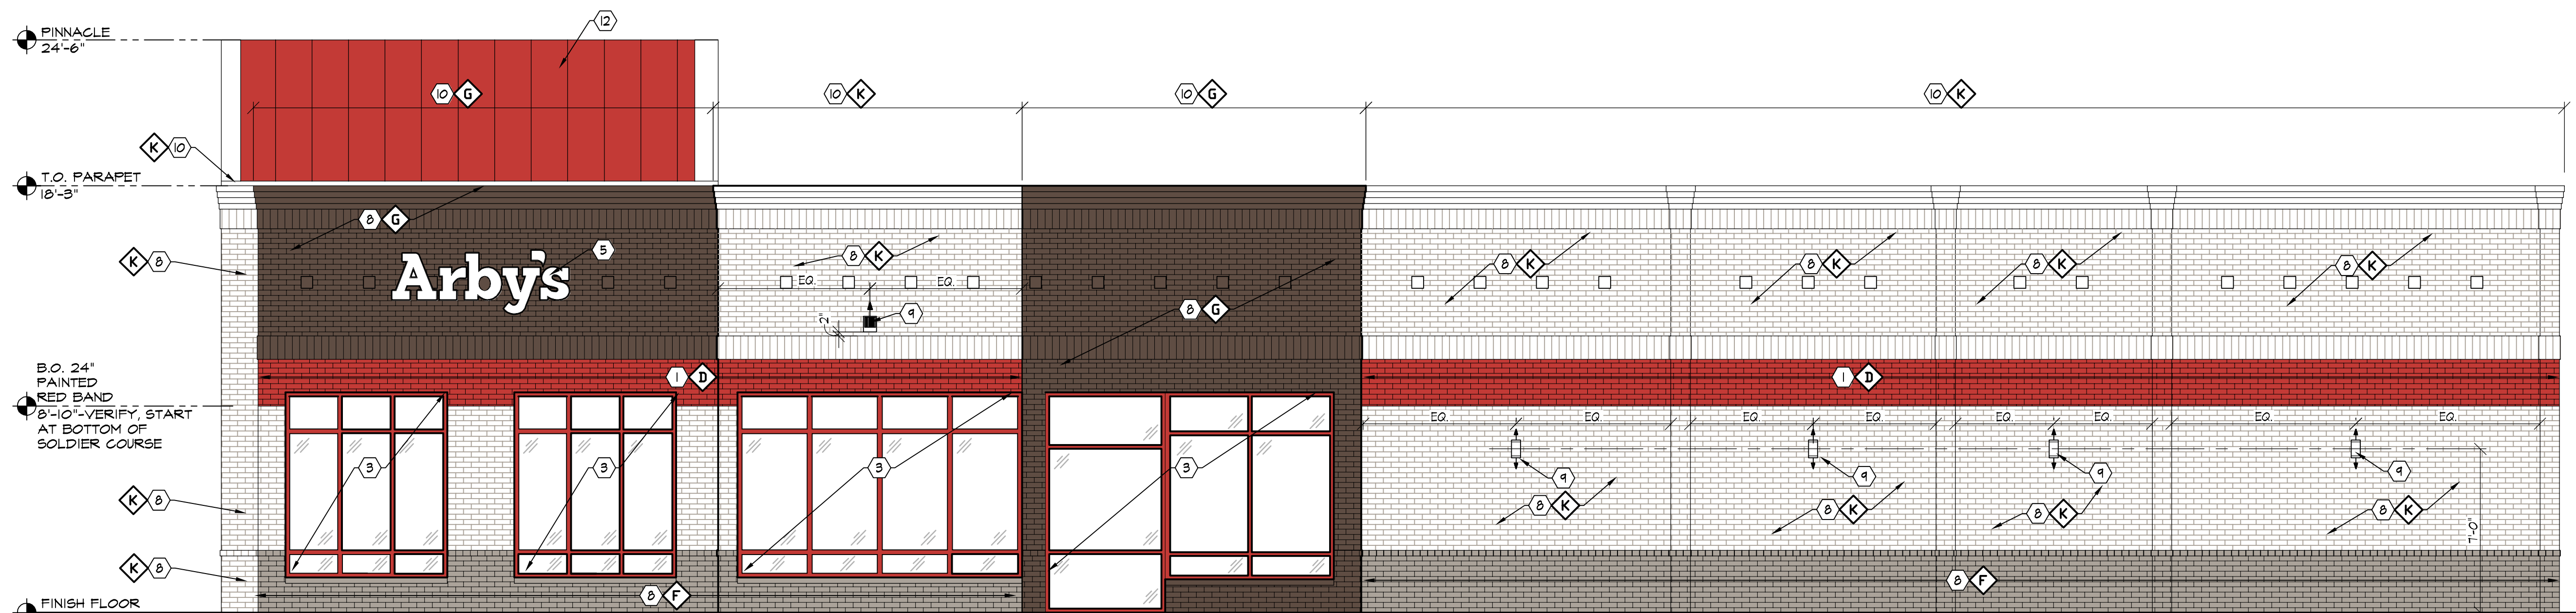 12
PINNACLE
24'-6"
10 G
10 K
10 G
10 K
K 10
T.O. PARAPET
18'-3"
8 G
5
Arby's
K 8
8 K
EQ. EQ.
9
2"
8 G
8 K
8 K
8 K
8 K
B.O. 24"
PAINTED
RED BAND
8'-10"-VERIFY, START
AT BOTTOM OF
SOLDIER COURSE
1 D
1 D
EQ. EQ. EQ. EQ. EQ. EQ. EQ. EQ.
3
3
3
3
9
9
9
9
K 8
8 K
8 K
8 K
8 K
7'-0"
K 8
8 F
8 F
FINISH FLOOR